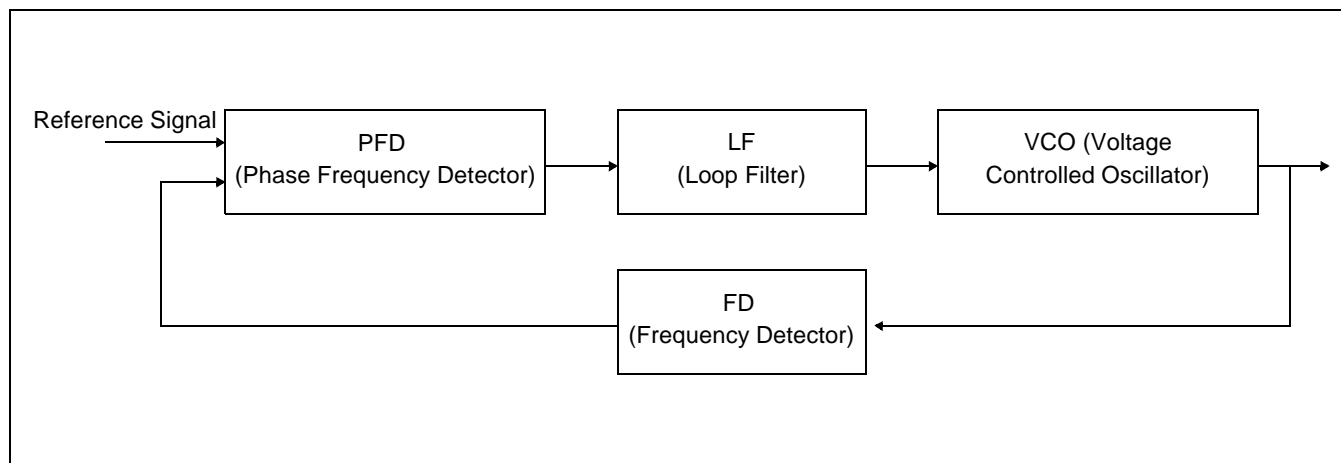 Reference Signal
PFD
(Phase Frequency Detector)
LF
(Loop Filter)
VCO (Voltage
Controlled Oscillator)
FD
(Frequency Detector)